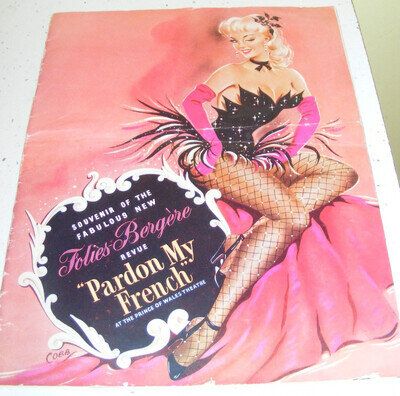 SOUVENIR OF THE
FABULOUS NEW
Folies Bergère
REVUE
"Pardon My
French"
AT THE PRINCE OF WALES THEATRE
COBB